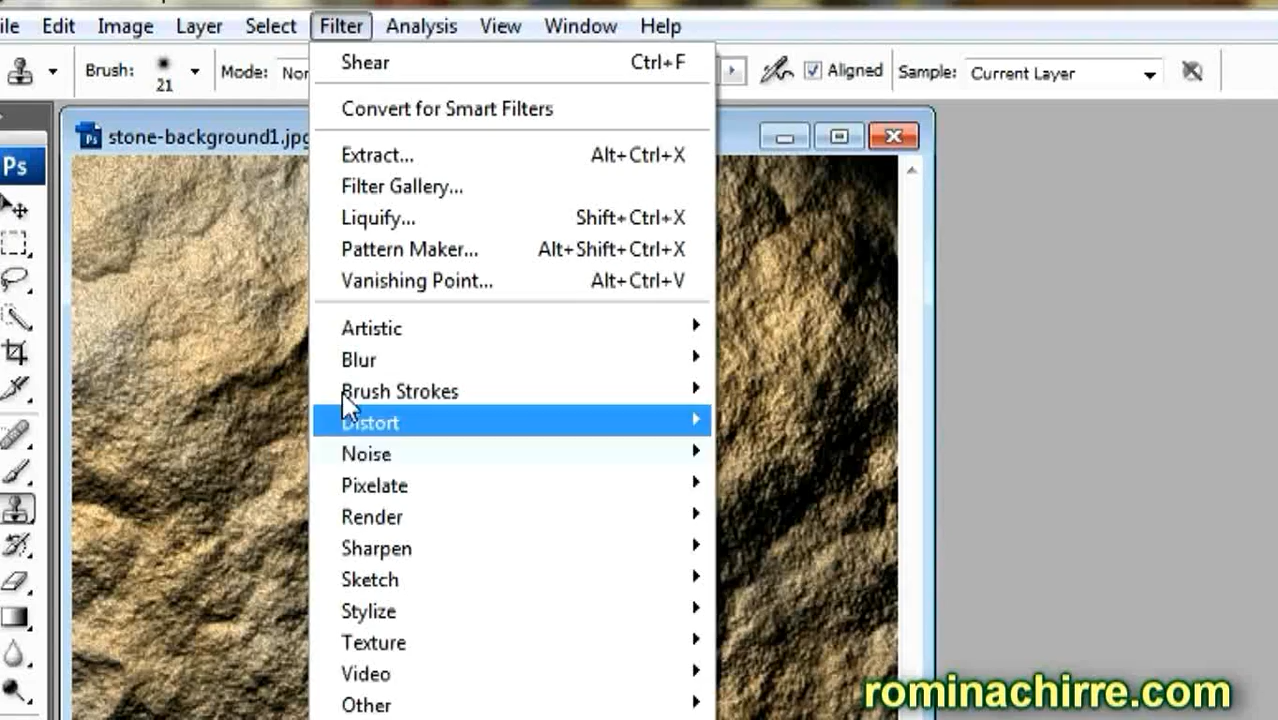 ile Edit Image Layer Select Filter Analysis View Window Help
Brush: 21 Mode: Nor Aligned Sample: Current Layer
Shear Ctrl+F
Convert for Smart Filters
stone-background1.jpg
Extract... Alt+Ctrl+X
Ps
Filter Gallery...
Liquify... Shift+Ctrl+X
Pattern Maker... Alt+Shift+Ctrl+X
Vanishing Point... Alt+Ctrl+V
Artistic
Blur
Brush Strokes
Distort
Noise
Pixelate
Render
Sharpen
Sketch
Stylize
Texture
Video
Other
rominachirre.com